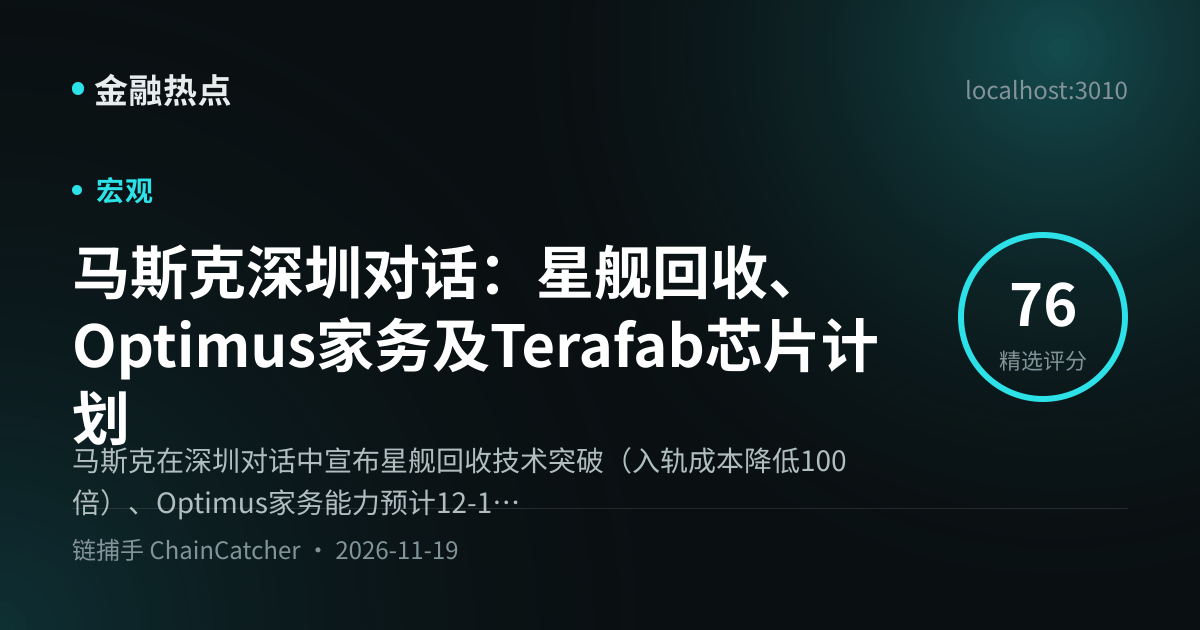 金融热点
localhost:3010
宏观
马斯克深圳对话：星舰回收、
Optimus家务及Terafab芯片计
划
76
精选评分
马斯克在深圳对话中宣布星舰回收技术突破（入轨成本降低100
倍）、Optimus家务能力预计12-1…
链捕手 ChainCatcher · 2026-11-19